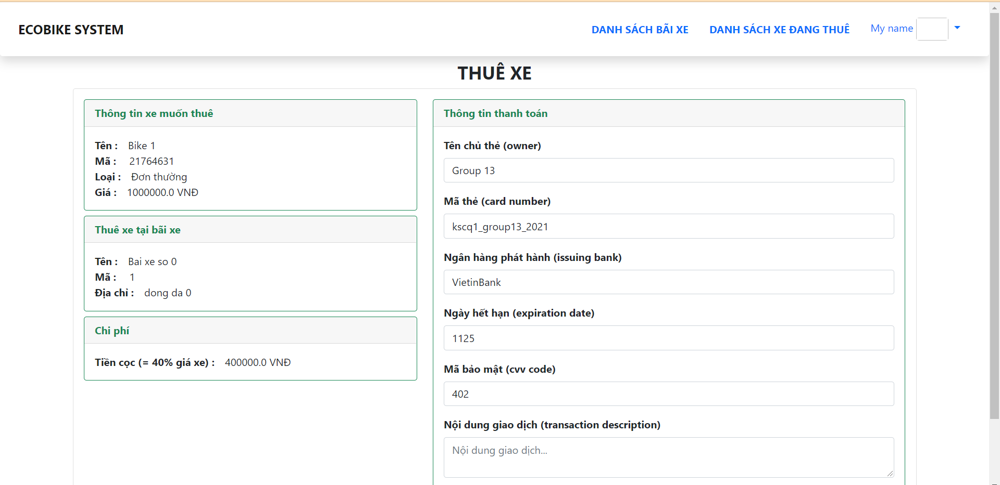 ECOBIKE SYSTEM
DANH SÁCH BÃI XE
DANH SÁCH XE ĐANG THUÊ
My name
THUÊ XE
Thông tin xe muốn thuê
Tên : Bike 1
Mã : 21764631
Loại : Đơn thường
Giá : 1000000.0 VNĐ
Thuê xe tại bãi xe
Tên : Bai xe so 0
Mã : 1
Địa chỉ : dong da 0
Chi phí
Tiền cọc (= 40% giá xe) : 400000.0 VNĐ
Thông tin thanh toán
Tên chủ thẻ (owner)
Group 13
Mã thẻ (card number)
kscq1_group13_2021
Ngân hàng phát hành (issuing bank)
VietinBank
Ngày hết hạn (expiration date)
1125
Mã bảo mật (cvv code)
402
Nội dung giao dịch (transaction description)
Nội dung giao dịch...